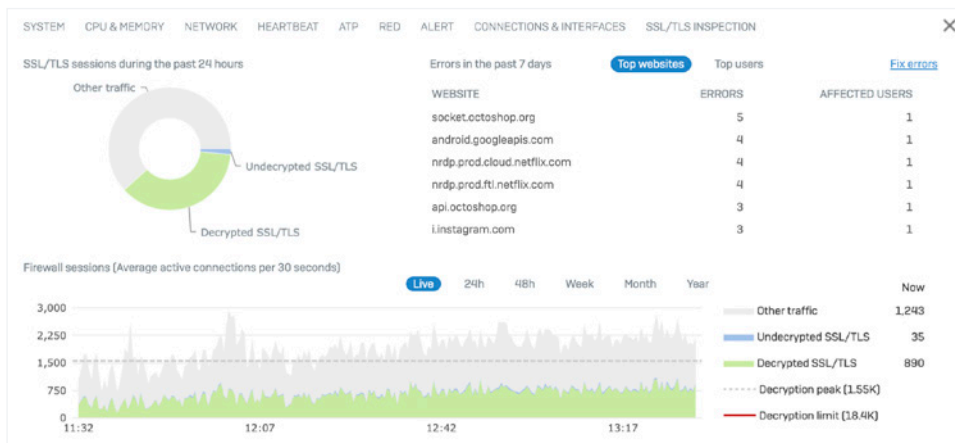 SYSTEM CPU & MEMORY NETWORK HEARTBEAT ATP RED ALERT CONNECTIONS & INTERFACES SSL/TLS INSPECTION
SSL/TLS sessions during the past 24 hours
Other traffic
Undecrypted SSL/TLS
Decrypted SSL/TLS
Errors in the past 7 days Top websites Top users Fix errors
WEBSITE ERRORS AFFECTED USERS
socket.octoshop.org 5 1
android.googleapis.com 4 1
nrdp.prod.cloud.netflix.com 4 1
nrdp.prod.ftl.netflix.com 4 1
api.octoshop.org 3 1
i.instagram.com 3 1
Firewall sessions (Average active connections per 30 seconds)
Live 24h 48h Week Month Year
3,000
2,250
1,500
750
0
11:32 12:07 12:42 13:17
Now
Other traffic 1,243
Undecrypted SSL/TLS 35
Decrypted SSL/TLS 890
Decryption peak (1.55K)
Decryption limit (18.4K)